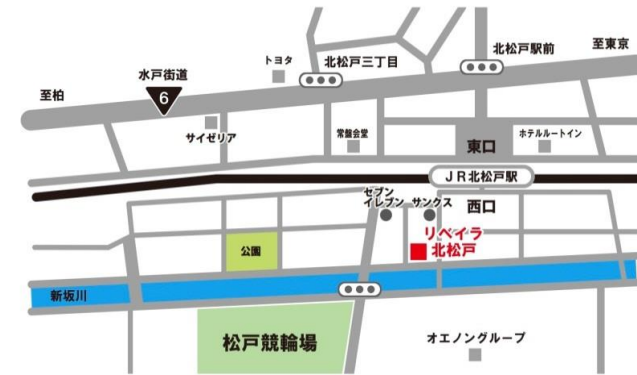 北松戸駅前
至東京
北松戸三丁目
トヨタ
水戸街道
6
至柏
サイゼリア
常盤会堂
東口
ホテルルートイン
JR北松戸駅
セブン
イレブン
サンクス
西口
リベイラ
北松戸
公園
新坂川
松戸競輪場
オエノングループ